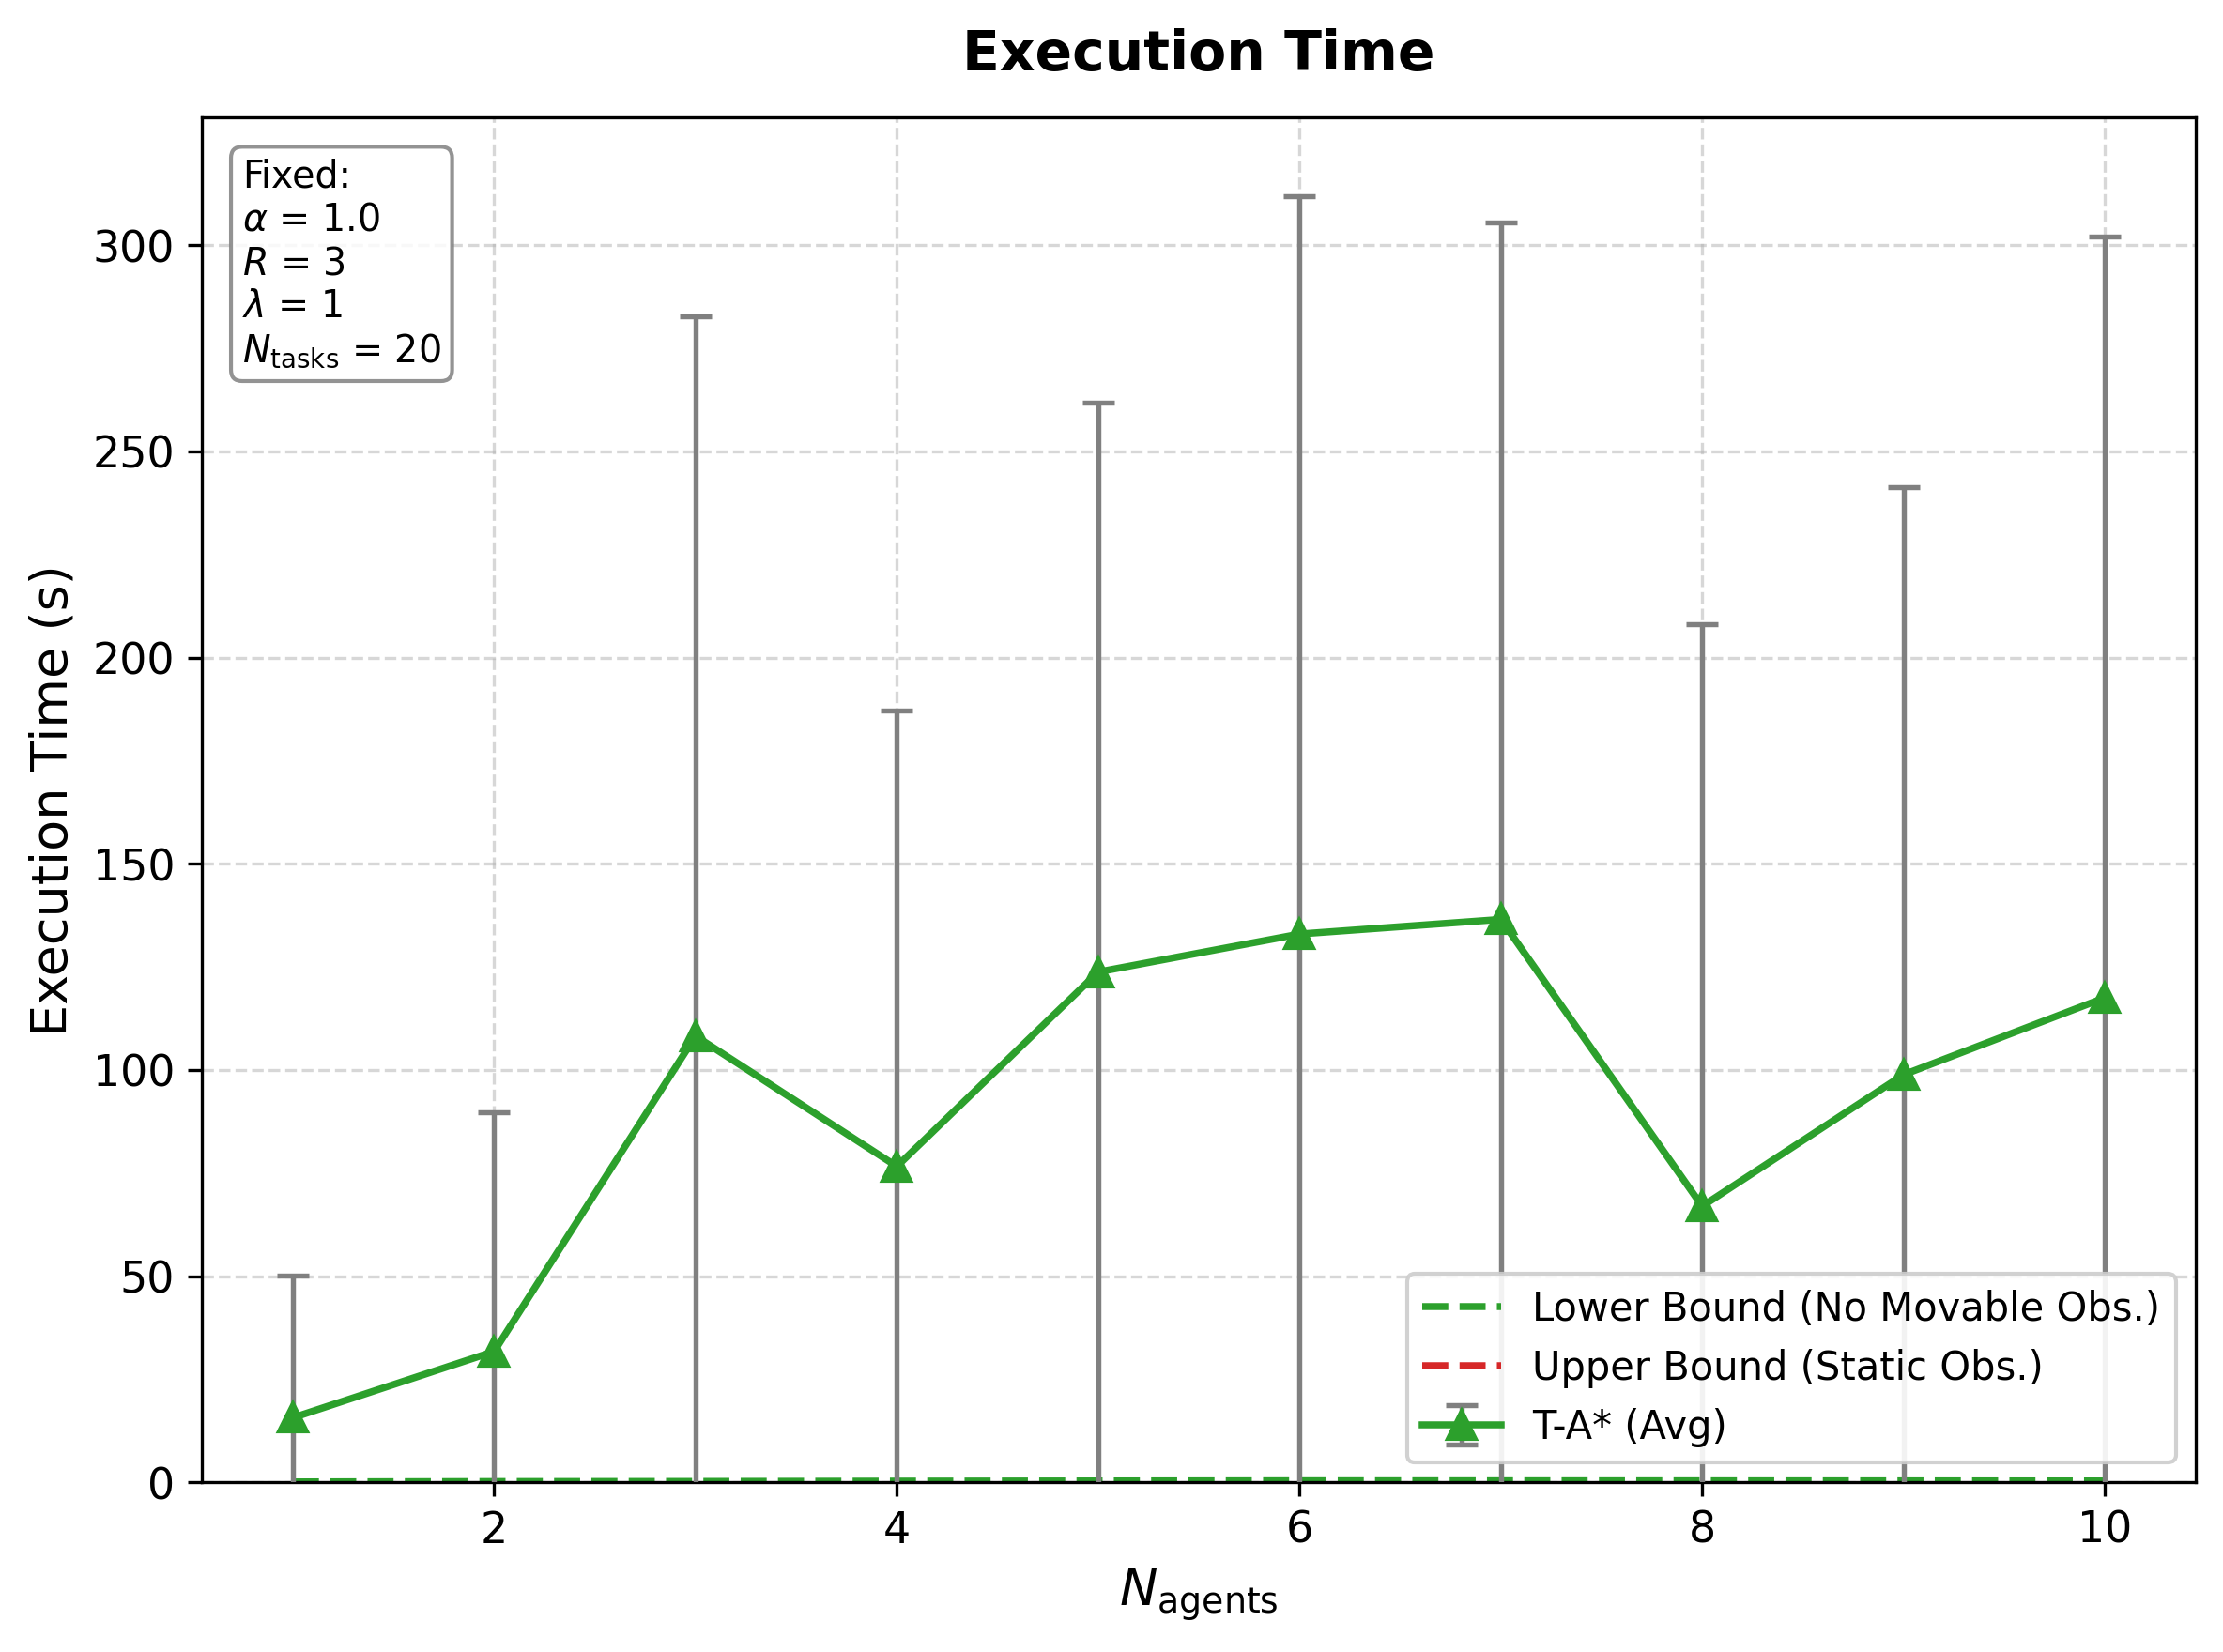 Execution Time
Fixed:
α = 1.0
R = 3
λ = 1
N_tasks = 20
Execution Time (s)
300
250
200
150
100
50
0
2 4 6 8 10
N_agents
Lower Bound (No Movable Obs.)
Upper Bound (Static Obs.)
T-A* (Avg)